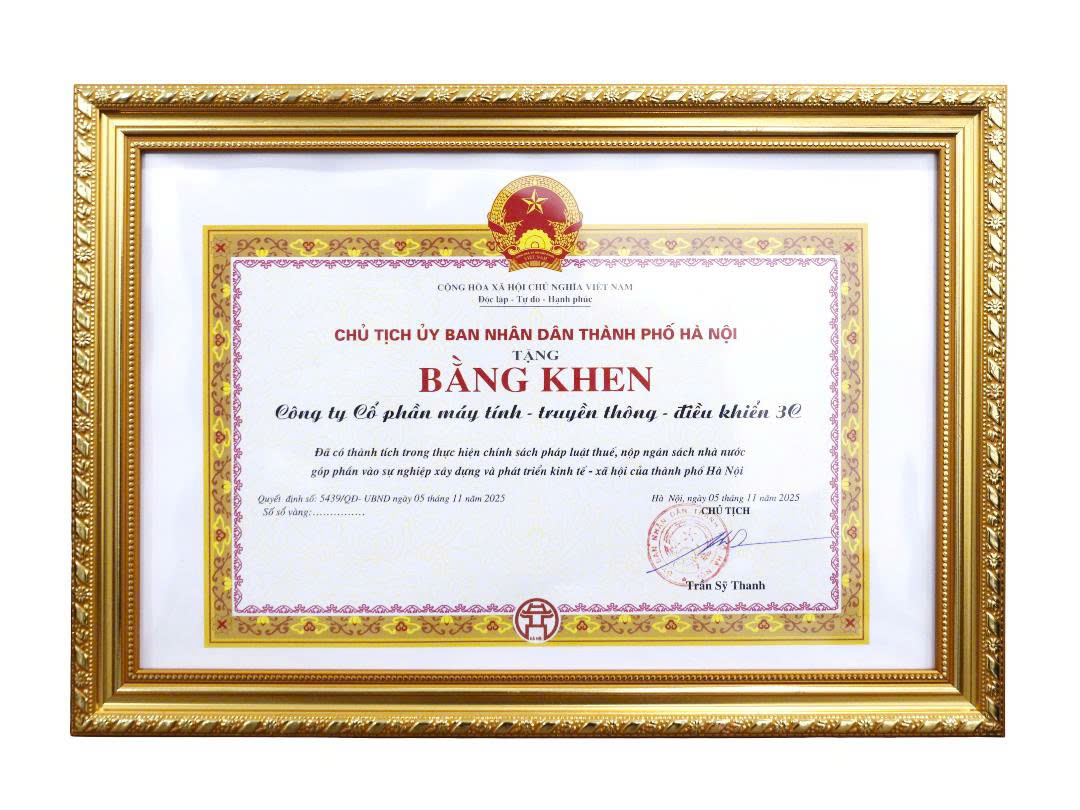 VIỆT NAM
CỘNG HÒA XÃ HỘI CHỦ NGHĨA VIỆT NAM
Độc lập - Tự do - Hạnh phúc
CHỦ TỊCH ỦY BAN NHÂN DÂN THÀNH PHỐ HÀ NỘI
TẶNG
BẰNG KHEN
Công ty Cổ phần máy tính - truyền thông - điều khiển 3C
Đã có thành tích trong thực hiện chính sách pháp luật thuế, nộp ngân sách nhà nước
góp phần vào sự nghiệp xây dựng và phát triển kinh tế - xã hội của thành phố Hà Nội
Quyết định số: 5439/QĐ- UBND ngày 05 tháng 11 năm 2025
Số sổ vàng:...............
Hà Nội, ngày 05 tháng 11 năm 2025
CHỦ TỊCH
Trần Sỹ Thanh
HÀ NỘI